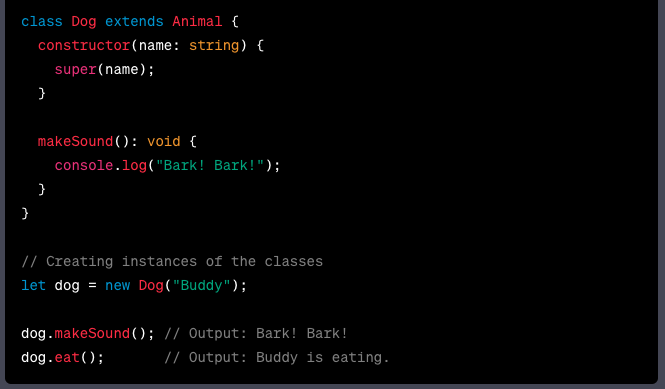 class Dog extends Animal {
  constructor(name: string) {
    super(name);
  }

  makeSound(): void {
    console.log("Bark! Bark!");
  }
}

// Creating instances of the classes
let dog = new Dog("Buddy");

dog.makeSound(); // Output: Bark! Bark!
dog.eat();       // Output: Buddy is eating.